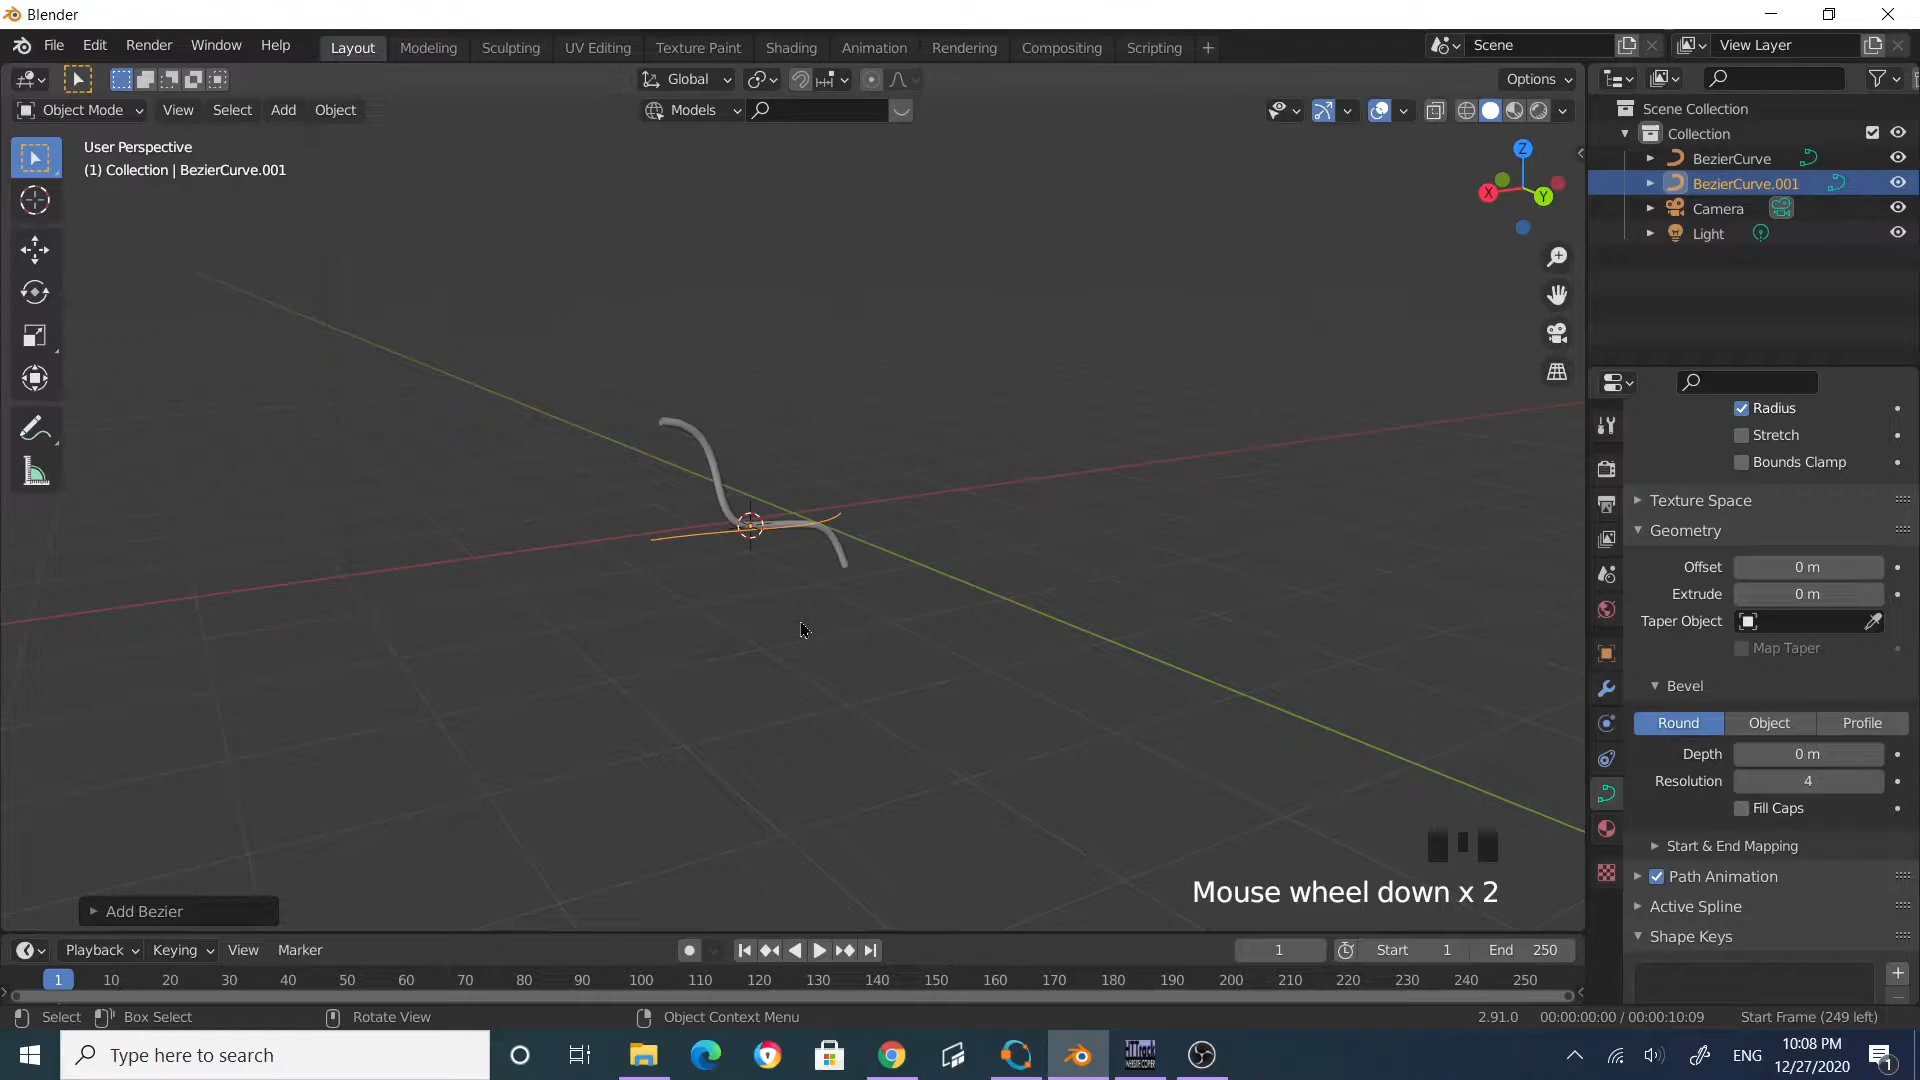 Blender
File Edit Render Window Help Layout Modeling Sculpting UV Editing Texture Paint Shading Animation Rendering Compositing Scripting + Scene View Layer
Global Options
Object Mode View Select Add Object Models
User Perspective
(1) Collection | BezierCurve.001
Z
X
Y
Scene Collection
Collection
BezierCurve
BezierCurve.001
Camera
Light
Radius
Stretch
Bounds Clamp
Texture Space
Geometry
Offset 0 m
Extrude 0 m
Taper Object
Map Taper
Bevel
Round Object Profile
Depth 0 m
Resolution 4
Fill Caps
Start & End Mapping
Path Animation
Active Spline
Shape Keys
Mouse wheel down x 2
Add Bezier
Playback Keying View Marker 1 Start 1 End 250
1 10 20 30 40 50 60 70 80 90 100 110 120 130 140 150 160 170 180 190 200 210 220 230 240 250
Select Box Select Rotate View Object Context Menu 2.91.0 00:00:00:00 / 00:00:10:09 Start Frame (249 left)
Type here to search ENG 10:08 PM
12/27/2020 1